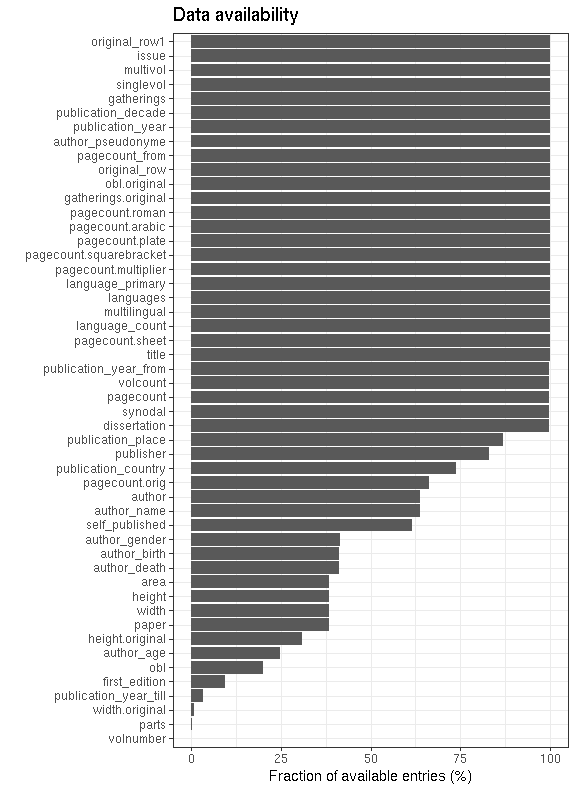 Data availability
original_row1
issue
multivol
singlevol
gatherings
publication_decade
publication_year
author_pseudonyme
pagecount_from
original_row
obl.original
gatherings.original
pagecount.roman
pagecount.arabic
pagecount.plate
pagecount.squarebracket
pagecount.multiplier
language_primary
languages
multilingual
language_count
pagecount.sheet
title
publication_year_from
volcount
pagecount
synodal
dissertation
publication_place
publisher
publication_country
pagecount.orig
author
author_name
self_published
author_gender
author_birth
author_death
area
height
width
paper
height.original
author_age
obl
first_edition
publication_year_till
width.original
parts
volnumber
0 25 50 75 100
Fraction of available entries (%)